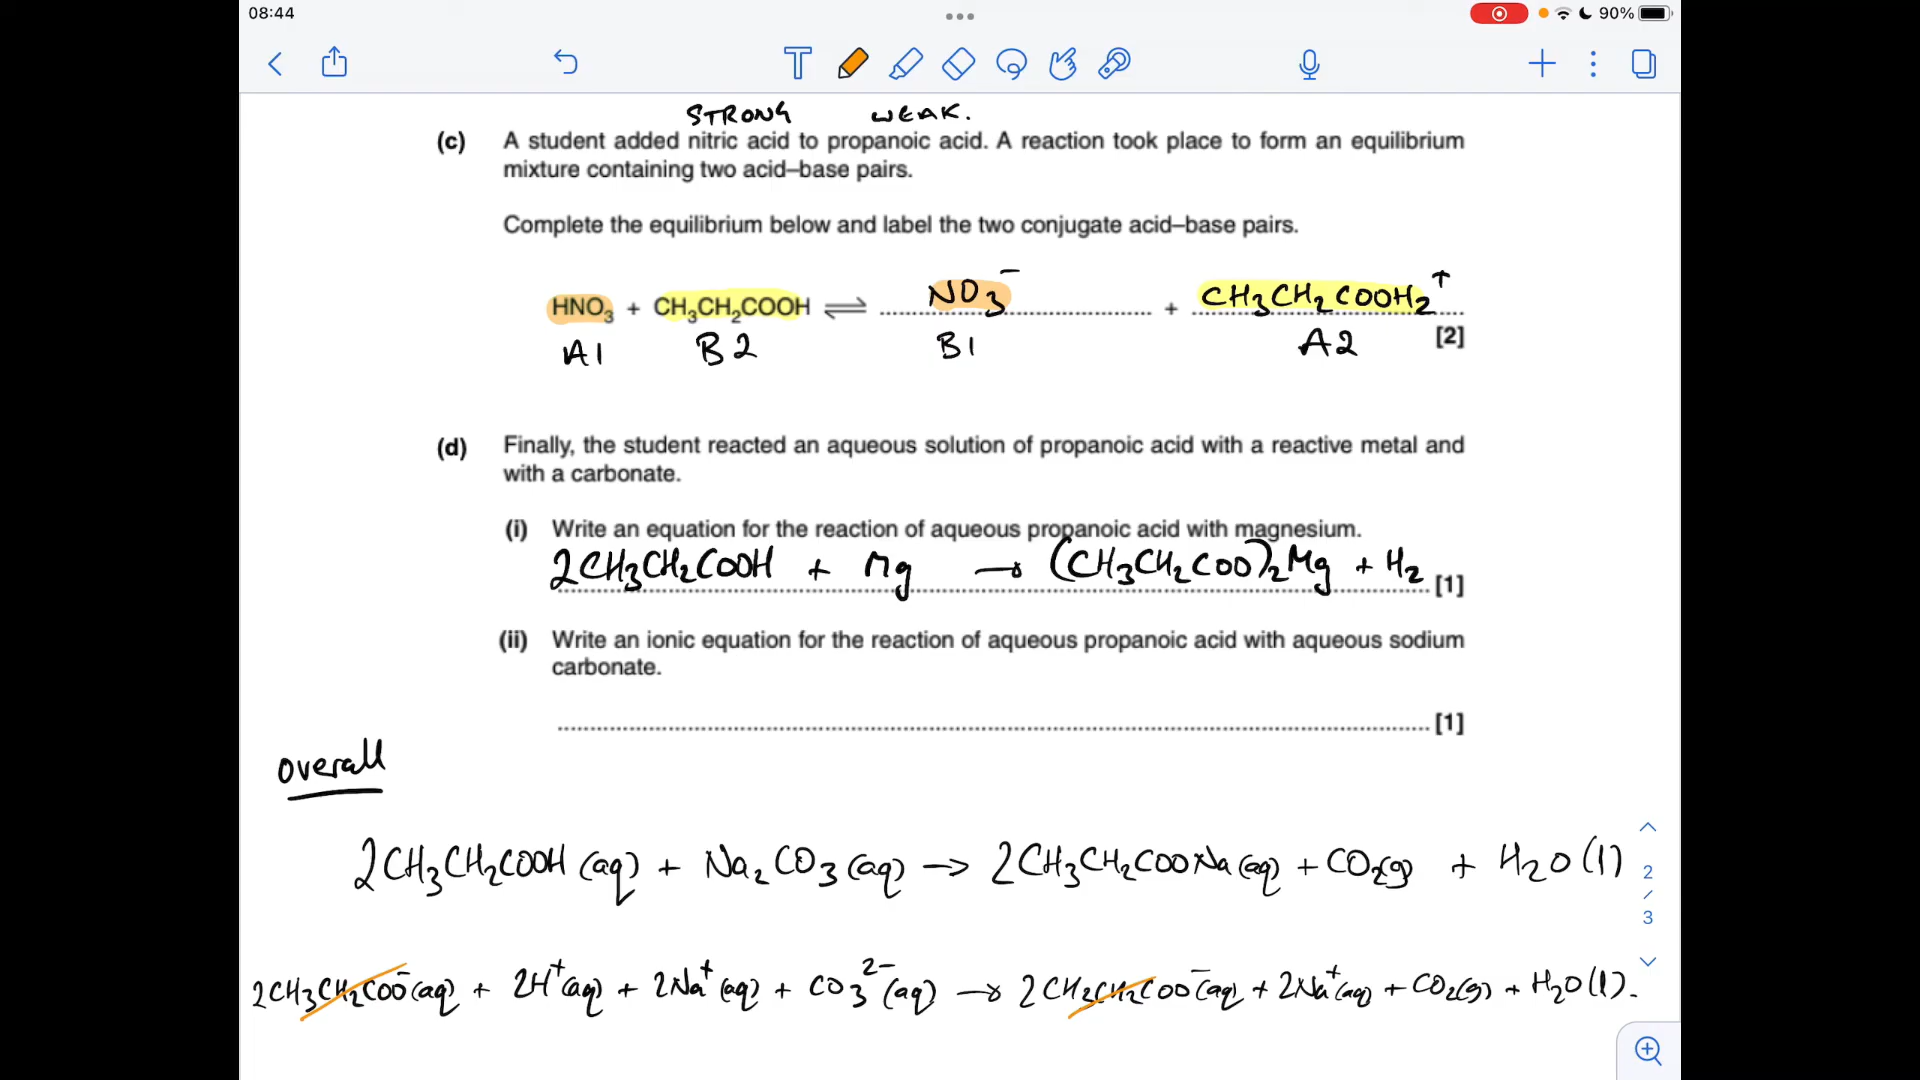 08:44
90%
STRONG WEAK.
(c) A student added nitric acid to propanoic acid. A reaction took place to form an equilibrium
mixture containing two acid–base pairs.
Complete the equilibrium below and label the two conjugate acid–base pairs.
HNO₃ + CH₃CH₂COOH ⇌ NO₃⁻ + CH₃CH₂COOH₂⁺
A1 B2 B1 A2 [2]
(d) Finally, the student reacted an aqueous solution of propanoic acid with a reactive metal and
with a carbonate.
(i) Write an equation for the reaction of aqueous propanoic acid with magnesium.
2CH₃CH₂COOH + Mg → (CH₃CH₂COO)₂Mg + H₂ [1]
(ii) Write an ionic equation for the reaction of aqueous propanoic acid with aqueous sodium
carbonate.
[1]
overall
2CH₃CH₂COOH (aq) + Na₂CO₃ (aq) → 2CH₃CH₂COONa (aq) + CO₂(g) + H₂O (l)
2
/
3
2CH₃CH₂COO⁻(aq) + 2H⁺(aq) + 2Na⁺(aq) + CO₃²⁻(aq) → 2CH₂CH₂COO⁻(aq) + 2Na⁺(aq) + CO₂(g) + H₂O(l).